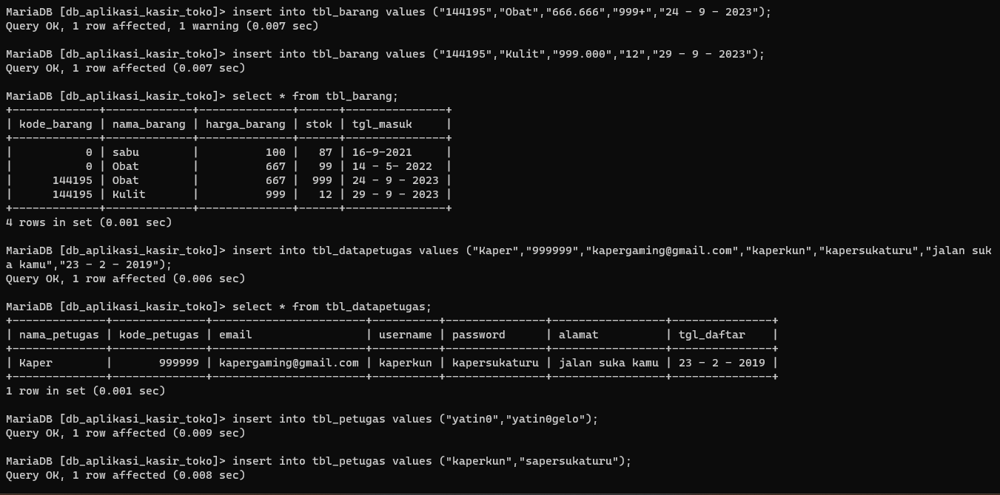 MariaDB [db_aplikasi_kasir_toko]> insert into tbl_barang values ("144195","Obat","666.666","999+","24 - 9 - 2023");
Query OK, 1 row affected, 1 warning (0.007 sec)

MariaDB [db_aplikasi_kasir_toko]> insert into tbl_barang values ("144195","Kulit","999.000","12","29 - 9 - 2023");
Query OK, 1 row affected (0.007 sec)

MariaDB [db_aplikasi_kasir_toko]> select * from tbl_barang;
+-------------+-------------+--------------+------+---------------+
| kode_barang | nama_barang | harga_barang | stok | tgl_masuk     |
+-------------+-------------+--------------+------+---------------+
|           0 | sabu        |          100 |   87 | 16-9-2021     |
|           0 | Obat        |          667 |   99 | 14 - 5- 2022  |
|      144195 | Obat        |          667 |  999 | 24 - 9 - 2023 |
|      144195 | Kulit       |          999 |   12 | 29 - 9 - 2023 |
+-------------+-------------+--------------+------+---------------+
4 rows in set (0.001 sec)

MariaDB [db_aplikasi_kasir_toko]> insert into tbl_datapetugas values ("Kaper","999999","kapergaming@gmail.com","kaperkun","kapersukaturu","jalan suk
a kamu","23 - 2 - 2019");
Query OK, 1 row affected (0.006 sec)

MariaDB [db_aplikasi_kasir_toko]> select * from tbl_datapetugas;
+--------------+--------------+-----------------------+----------+---------------+-----------------+---------------+
| nama_petugas | kode_petugas | email                 | username | password      | alamat          | tgl_daftar    |
+--------------+--------------+-----------------------+----------+---------------+-----------------+---------------+
| Kaper        |       999999 | kapergaming@gmail.com | kaperkun | kapersukaturu | jalan suka kamu | 23 - 2 - 2019 |
+--------------+--------------+-----------------------+----------+---------------+-----------------+---------------+
1 row in set (0.001 sec)

MariaDB [db_aplikasi_kasir_toko]> insert into tbl_petugas values ("yatin0","yatin0gelo");
Query OK, 1 row affected (0.009 sec)

MariaDB [db_aplikasi_kasir_toko]> insert into tbl_petugas values ("kaperkun","sapersukaturu");
Query OK, 1 row affected (0.008 sec)